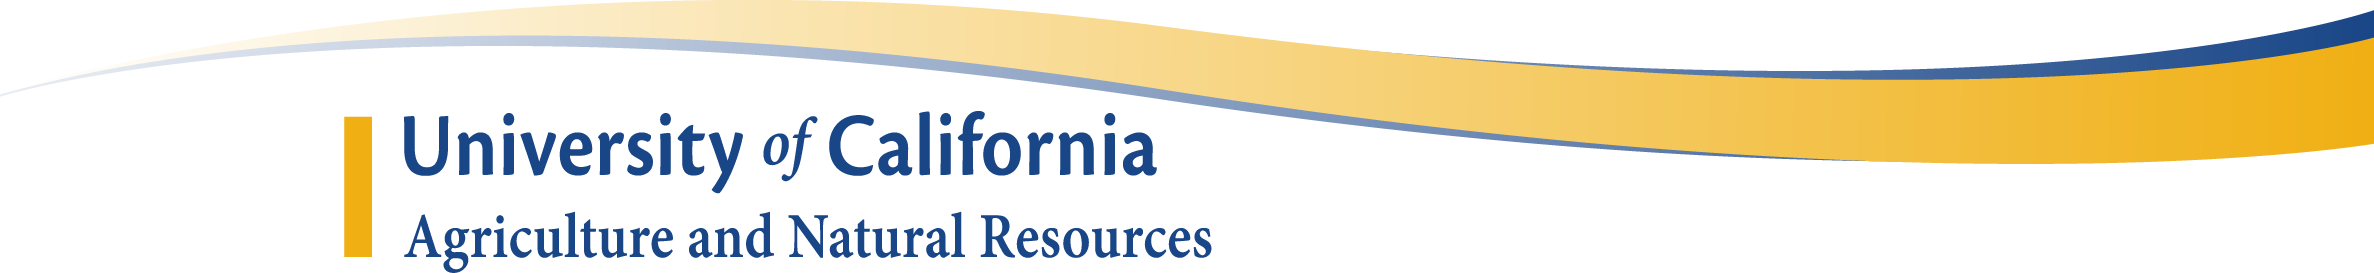 University of California
Agriculture and Natural Resources